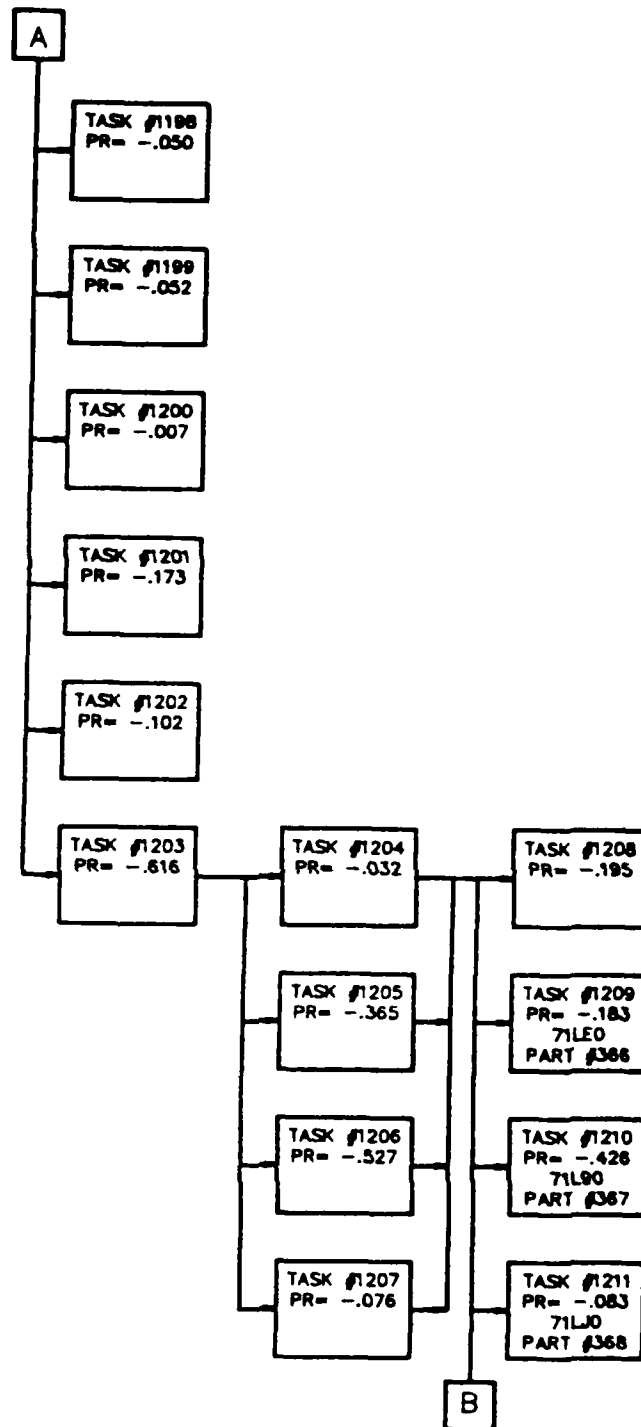 A
TASK #1198
PR= -.050
TASK #1199
PR= -.052
TASK #1200
PR= -.007
TASK #1201
PR= -.173
TASK #1202
PR= -.102
TASK #1203
PR= -.616
TASK #1204
PR= -.032
TASK #1208
PR= -.195
TASK #1205
PR= -.365
TASK #1209
PR= -.183
71LE0
PART #366
TASK #1206
PR= -.527
TASK #1210
PR= -.426
71L90
PART #367
TASK #1207
PR= -.076
TASK #1211
PR= -.083
71LJ0
PART #368
B